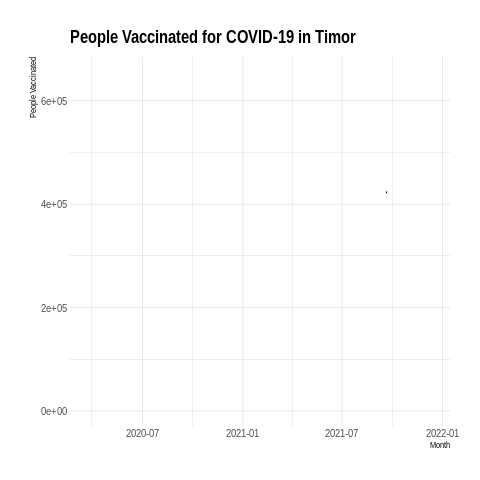 People Vaccinated for COVID-19 in Timor
People Vaccinated
6e+05
4e+05
2e+05
0e+00
2020-07
2021-01
2021-07
2022-01
Month